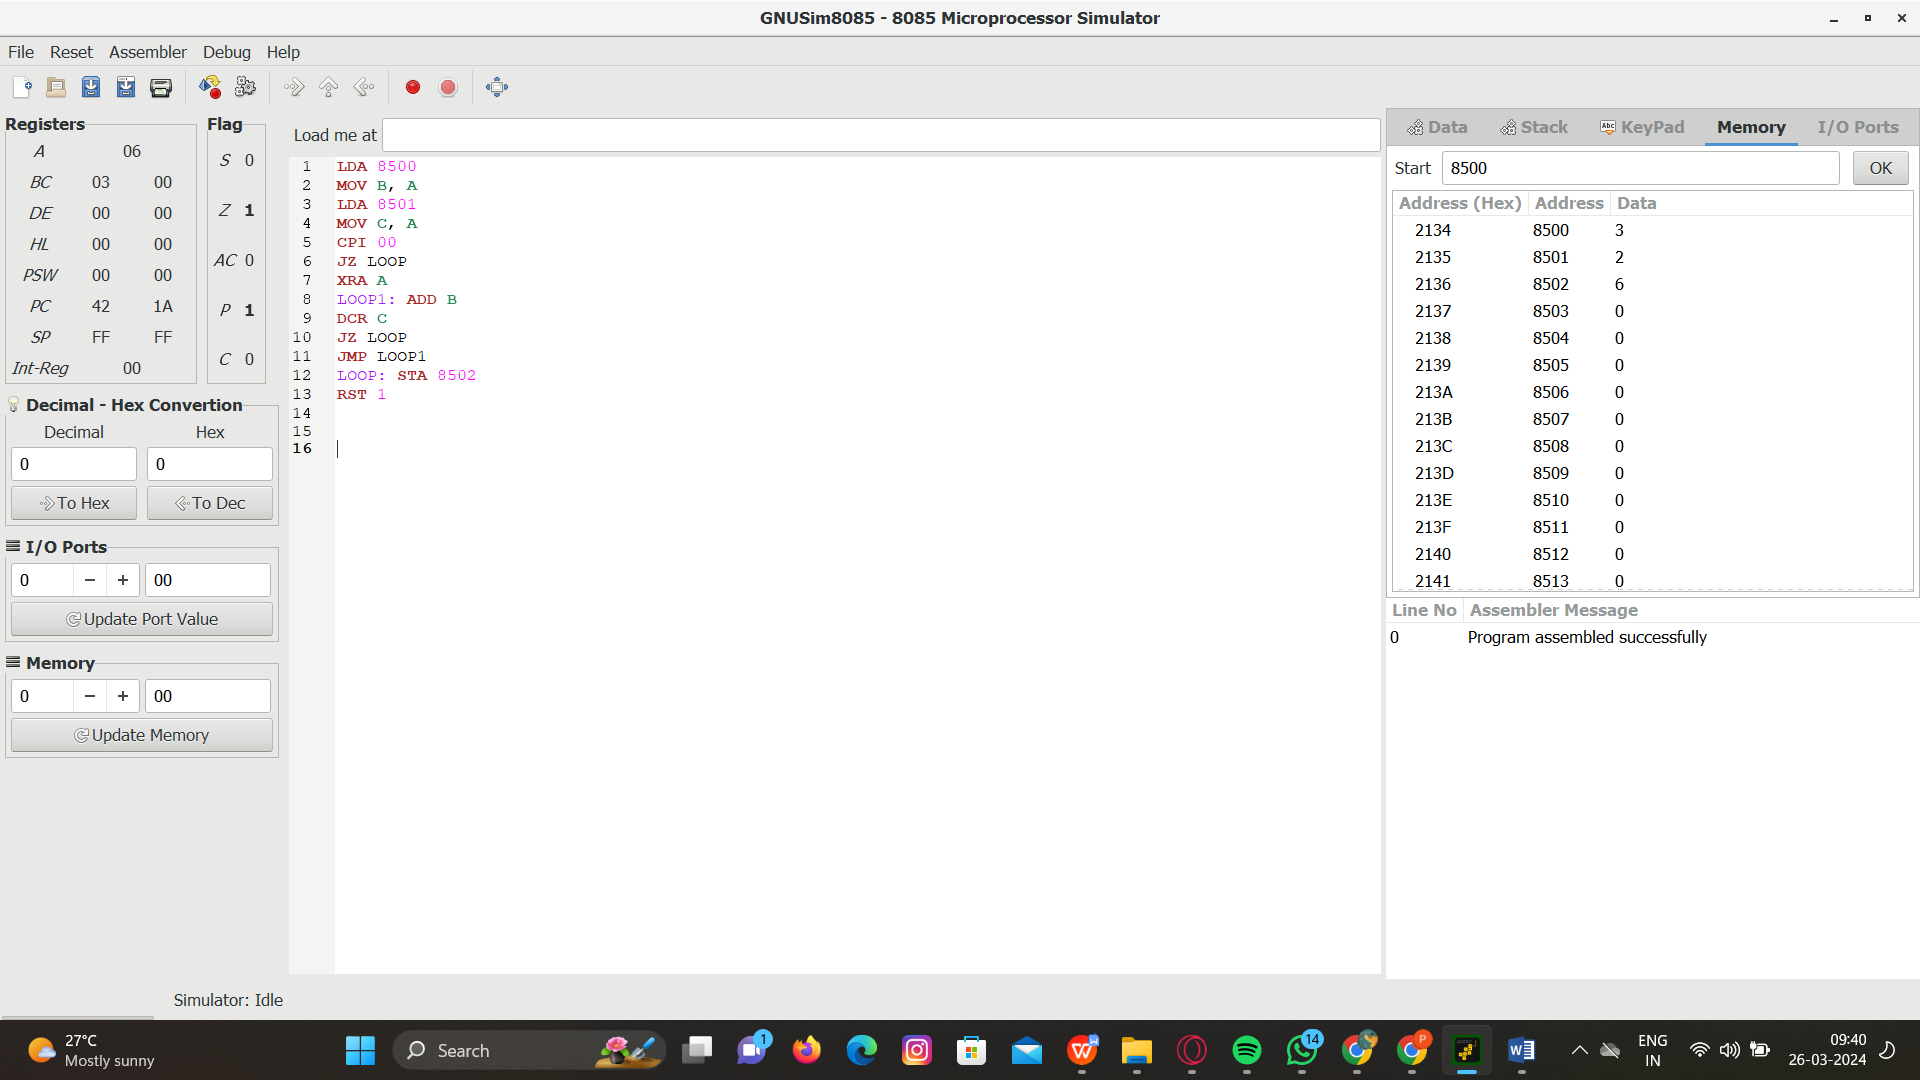 GNUSim8085 - 8085 Microprocessor Simulator
File Reset Assembler Debug Help
Registers
A 06
BC 03 00
DE 00 00
HL 00 00
PSW 00 00
PC 42 1A
SP FF FF
Int-Reg 00
Flag
S 0
Z 1
AC 0
P 1
C 0
Decimal - Hex Convertion
Decimal Hex
0 0
To Hex To Dec
I/O Ports
0 − + 00
Update Port Value
Memory
0 − + 00
Update Memory
Load me at
1 LDA 8500
2 MOV B, A
3 LDA 8501
4 MOV C, A
5 CPI 00
6 JZ LOOP
7 XRA A
8 LOOP1: ADD B
9 DCR C
10 JZ LOOP
11 JMP LOOP1
12 LOOP: STA 8502
13 RST 1
14
15
16
Data Stack Abc KeyPad Memory I/O Ports
Start 8500 OK
Address (Hex) Address Data
2134 8500 3
2135 8501 2
2136 8502 6
2137 8503 0
2138 8504 0
2139 8505 0
213A 8506 0
213B 8507 0
213C 8508 0
213D 8509 0
213E 8510 0
213F 8511 0
2140 8512 0
2141 8513 0
Line No Assembler Message
0 Program assembled successfully
Simulator: Idle
27°C
Mostly sunny
Search
1
W
14
P
W
ENG
IN
09:40
26-03-2024